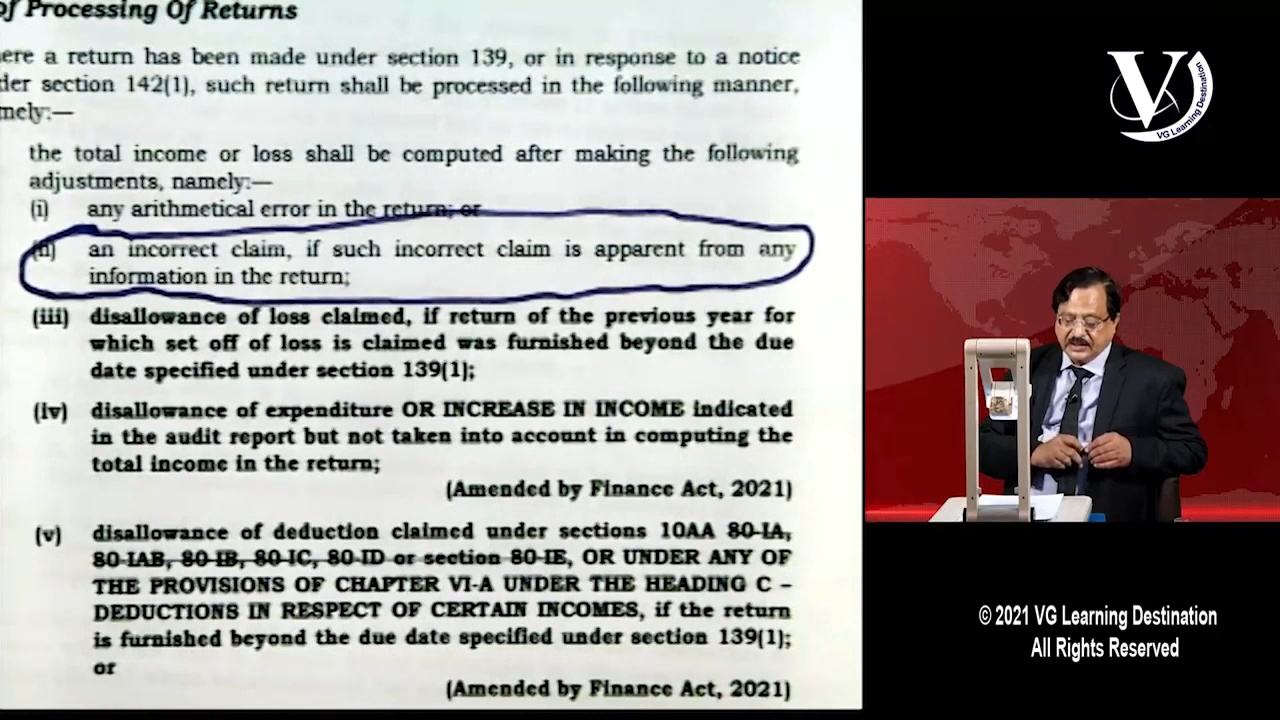 of Processing Of Returns
ere a return has been made under section 139, or in response to a notice
der section 142(1), such return shall be processed in the following manner,
mely:—
the total income or loss shall be computed after making the following
adjustments, namely:—
(i) any arithmetical error in the return; or
(ii) an incorrect claim, if such incorrect claim is apparent from any
information in the return;
(iii) disallowance of loss claimed, if return of the previous year for
which set off of loss is claimed was furnished beyond the due
date specified under section 139(1);
(iv) disallowance of expenditure OR INCREASE IN INCOME indicated
in the audit report but not taken into account in computing the
total income in the return;
(Amended by Finance Act, 2021)
(v) disallowance of deduction claimed under sections 10AA 80-IA,
80-IAB, 80-IB, 80-IC, 80-ID or section 80-IE, OR UNDER ANY OF
THE PROVISIONS OF CHAPTER VI-A UNDER THE HEADING C –
DEDUCTIONS IN RESPECT OF CERTAIN INCOMES, if the return
is furnished beyond the due date specified under section 139(1);
or
(Amended by Finance Act, 2021)
V
VG Learning Destination
© 2021 VG Learning Destination
All Rights Reserved